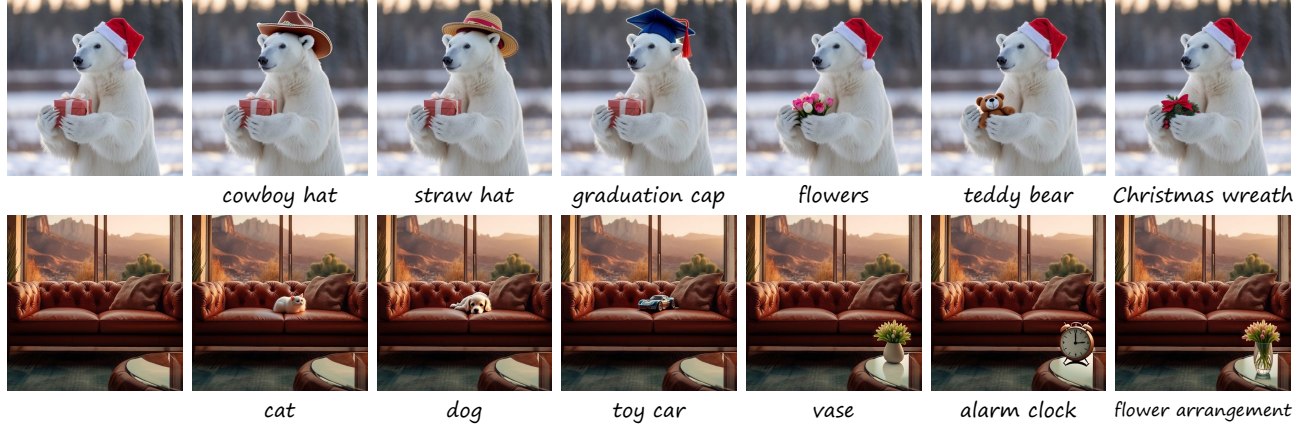 cowboy hat straw hat graduation cap flowers teddy bear Christmas wreath
cat dog toy car vase alarm clock flower arrangement